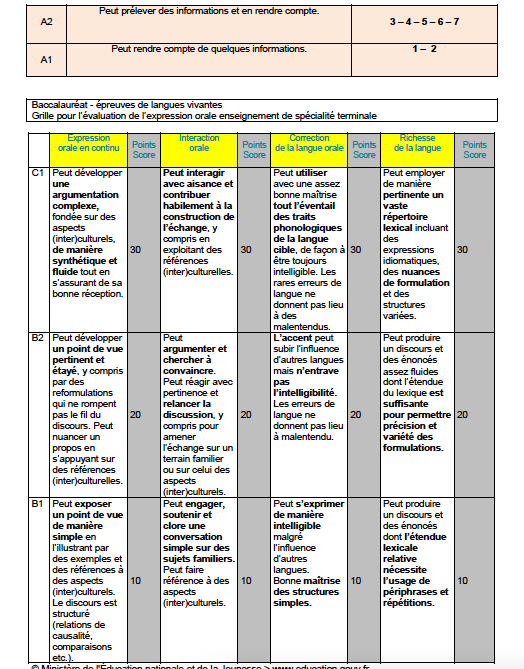 A2
Peut prélever des informations et en rendre compte.
3 – 4 – 5 – 6 – 7
A1
Peut rendre compte de quelques informations.
1 – 2
Baccalauréat - épreuves de langues vivantes
Grille pour l'évaluation de l'expression orale enseignement de spécialité terminale
Expression
orale en continu
Points
Score
Interaction
orale
Points
Score
Correction
de la langue orale
Points
Score
Richesse
de la langue
Points
Score
C1
Peut développer
une
argumentation
complexe,
fondée sur des
aspects
(inter)culturels,
de manière
synthétique et
fluide tout en
s'assurant de sa
bonne réception.
30
Peut interagir
avec aisance et
contribuer
habilement à la
construction de
l'échange, y
compris en
exploitant des
références
(inter)culturelles.
30
Peut utiliser
avec une assez
bonne maîtrise
tout l'éventail
des traits
phonologiques
de la langue
cible, de façon à
être toujours
intelligible. Les
rares erreurs de
langue ne
donnent pas lieu
à des
malentendus.
30
Peut employer
de manière
pertinente un
vaste
répertoire
lexical incluant
des
expressions
idiomatiques,
des nuances
de formulation
et des
structures
variées.
30
B2
Peut développer
un point de vue
pertinent et
étayé, y compris
par des
reformulations
qui ne rompent
pas le fil du
discours. Peut
nuancer un
propos en
s'appuyant sur
des références
(inter)culturelles.
20
Peut
argumenter et
chercher à
convaincre.
Peut réagir avec
pertinence et
relancer la
discussion, y
compris pour
amener
l'échange sur un
terrain familier
ou sur celui des
aspects
(inter)culturels.
20
L'accent peut
subir l'influence
d'autres langues
mais n'entrave
pas
l'intelligibilité.
Les erreurs de
langue ne
donnent pas lieu
à malentendu.
20
Peut produire
un discours et
des énoncés
assez fluides
dont l'étendue
du lexique est
suffisante
pour permettre
précision et
variété des
formulations.
20
B1
Peut exposer
un point de vue
de manière
simple en
l'illustrant par
des exemples et
des références à
des aspects
(inter)culturels.
Le discours est
structuré
(relations de
causalité,
comparaisons
etc.).
10
Peut engager,
soutenir et
clore une
conversation
simple sur des
sujets familiers.
Peut faire
référence à des
aspects
(inter)culturels.
10
Peut s'exprimer
de manière
intelligible
malgré
l'influence
d'autres
langues.
Bonne maîtrise
des structures
simples.
10
Peut produire
un discours et
des énoncés
dont l'étendue
lexicale
relative
nécessite
l'usage de
périphrases et
répétitions.
10
© Ministère de l'Éducation nationale et de la Jeunesse > www.education.gouv.fr